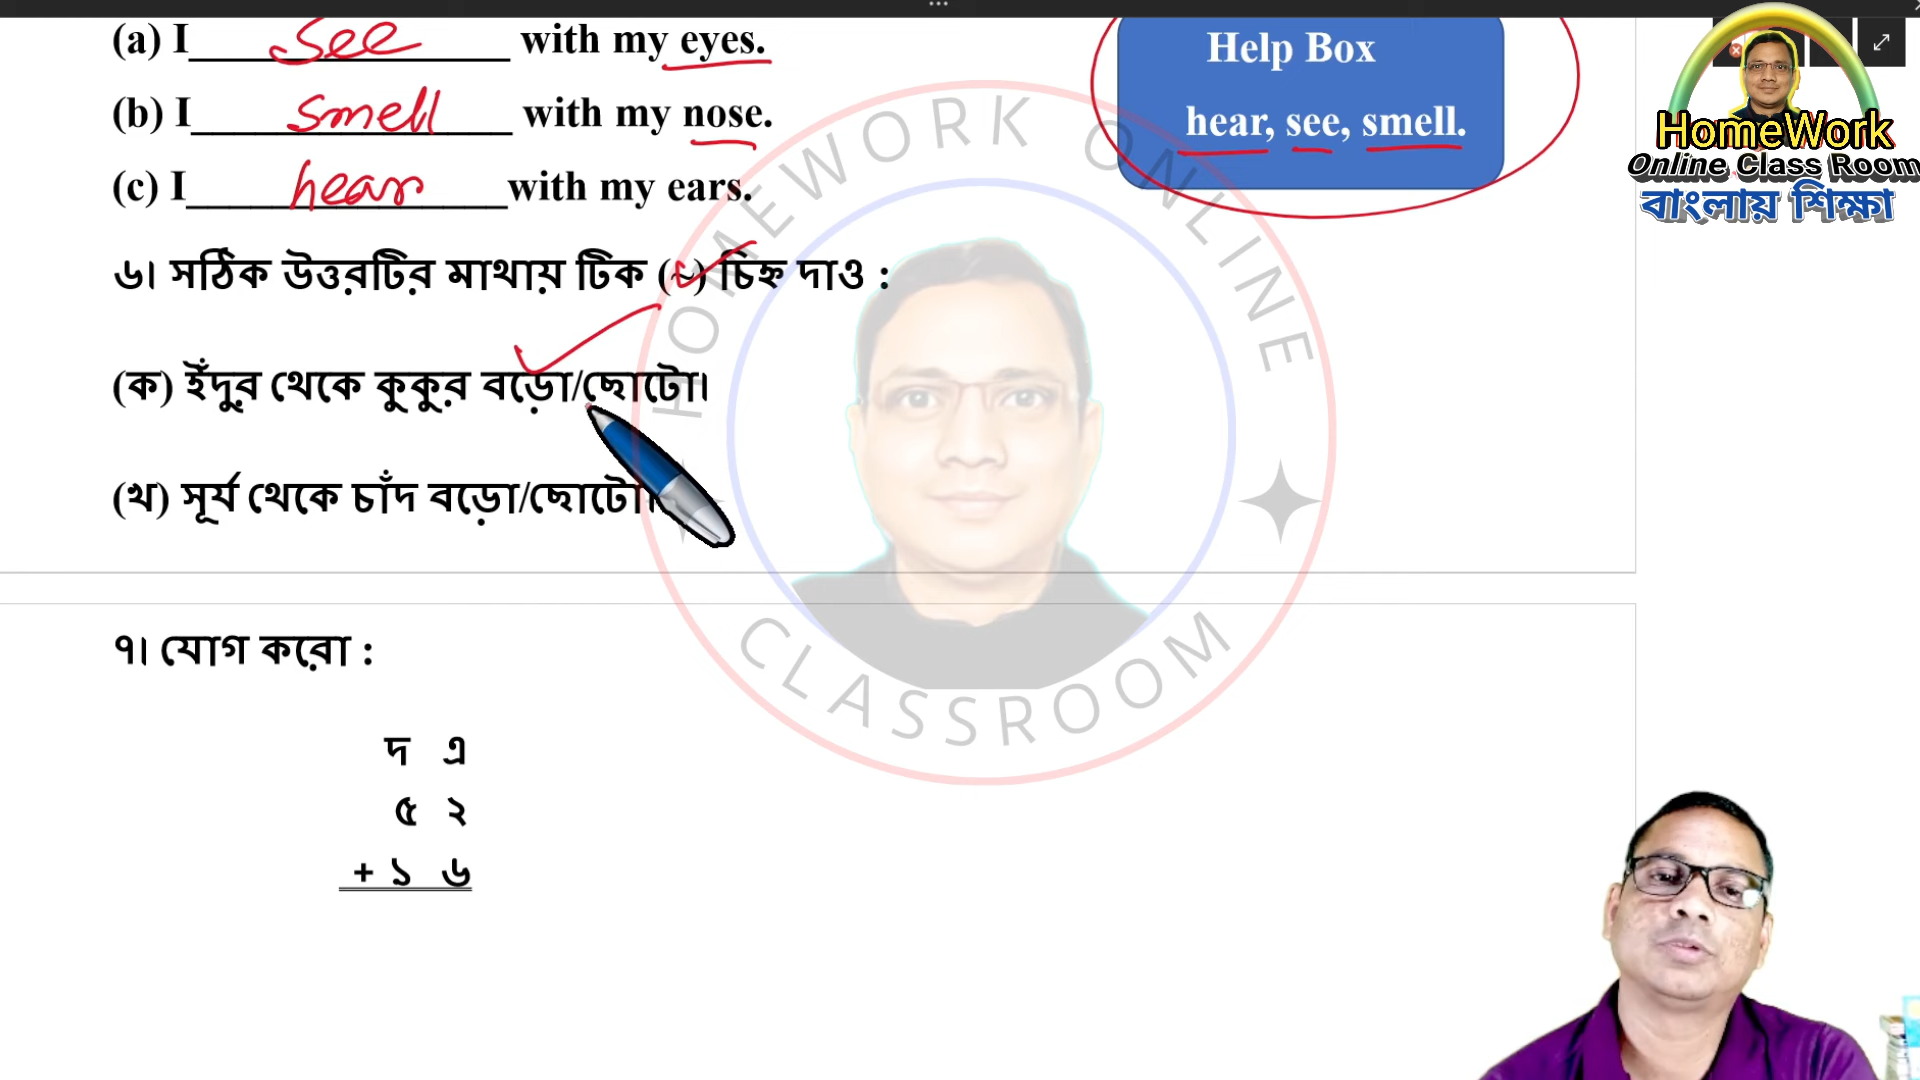 (a) I see with my eyes.
(b) I smell with my nose.
(c) I hear with my ears.
Help Box
hear, see, smell.
HomeWork
Online Class Room
বাংলায় শিক্ষা
৬। সঠিক উত্তরটির মাথায় টিক (✓) চিহ্ন দাও :
(ক) ইঁদুর থেকে কুকুর বড়ো/ছোটো।
(খ) সূর্য থেকে চাঁদ বড়ো/ছোটো।
৭। যোগ করো :
দ এ
৫ ২
+ ১ ৬
HOMEWORK ONLINE
CLASSROOM